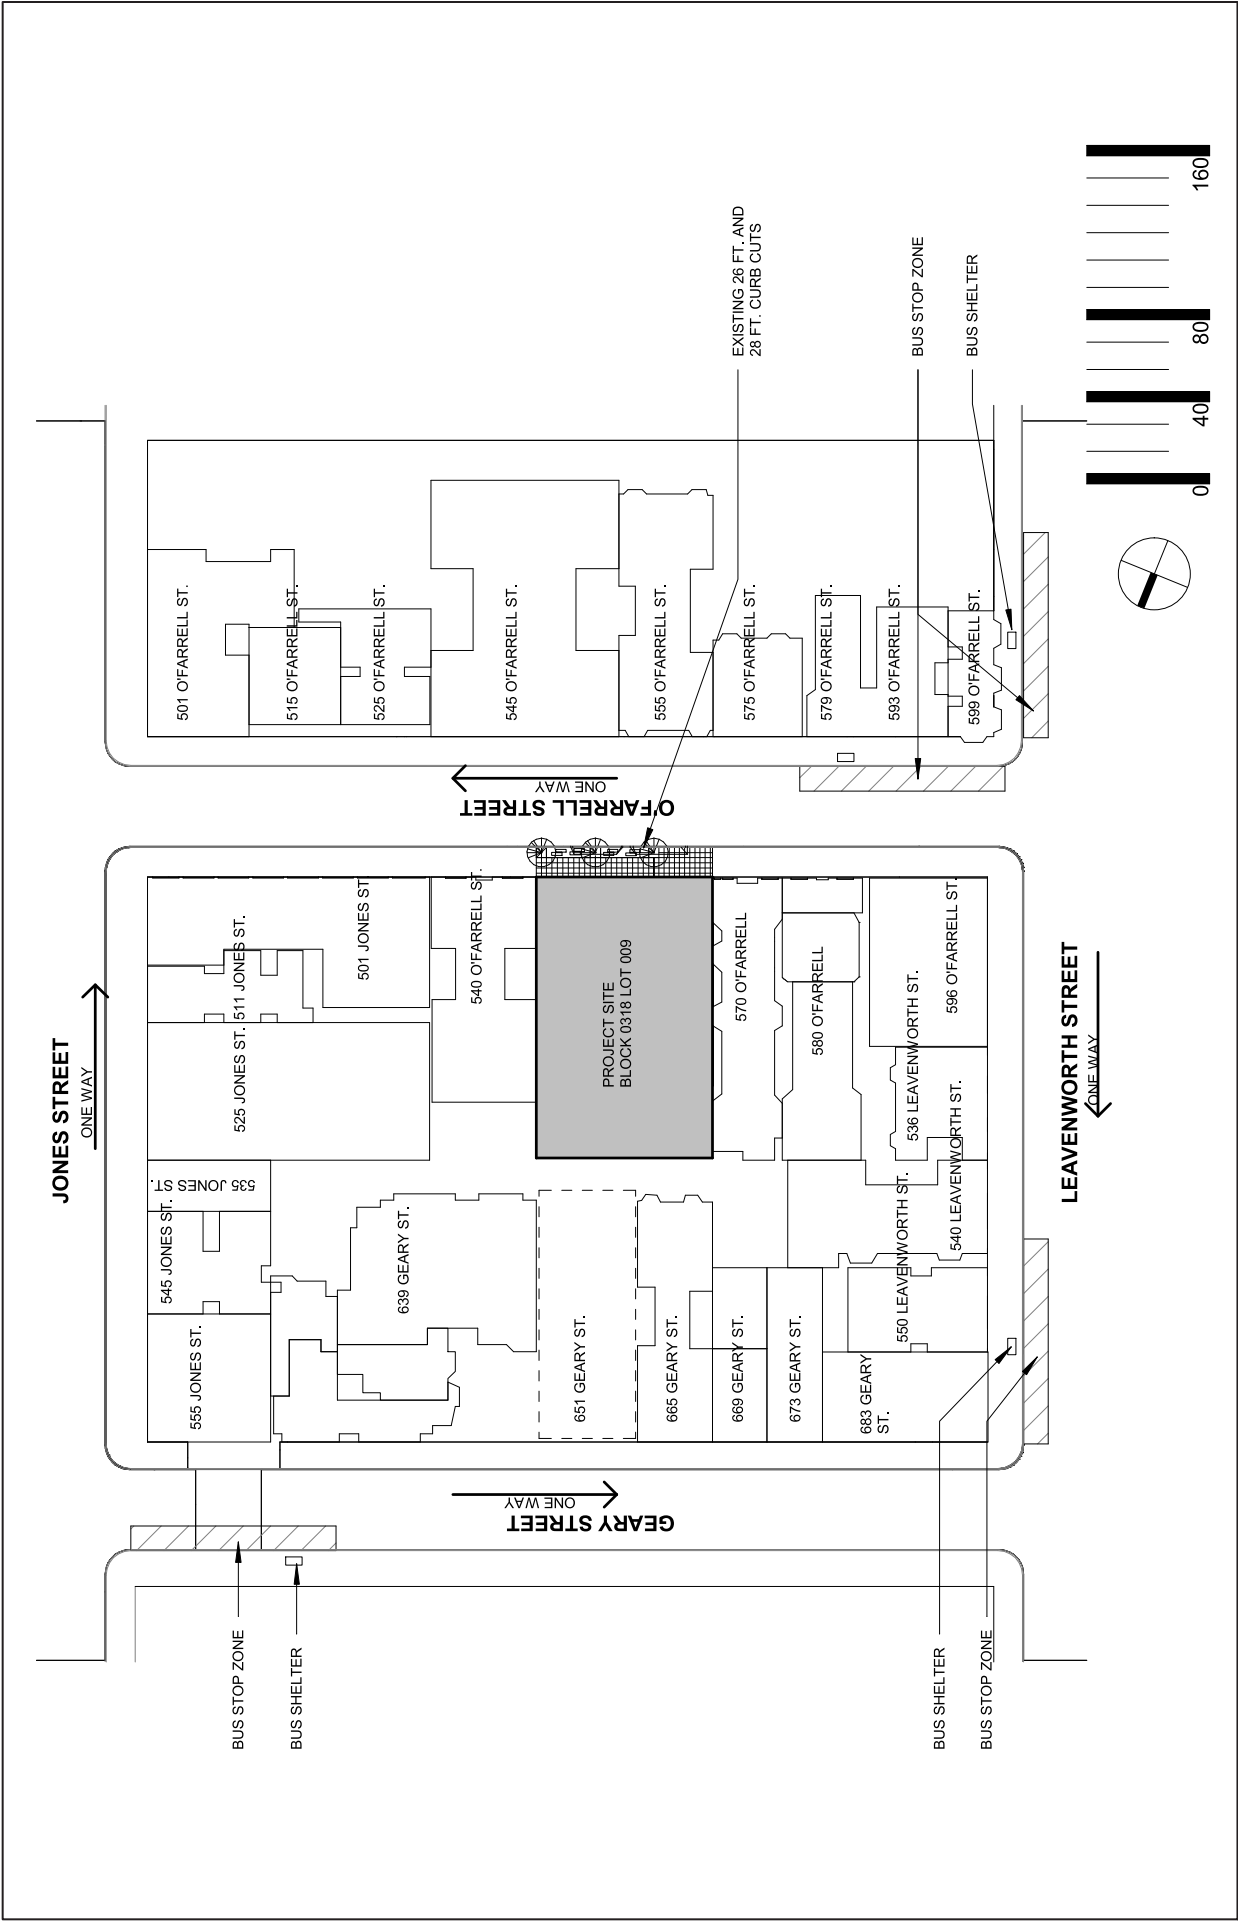 JONES STREET
ONE WAY
LEAVENWORTH STREET
ONE WAY
O'FARRELL STREET
ONE WAY
GEARY STREET
ONE WAY
501 O'FARRELL ST.
515 O'FARRELL ST.
525 O'FARRELL ST.
545 O'FARRELL ST.
555 O'FARRELL ST.
575 O'FARRELL ST.
579 O'FARRELL ST.
593 O'FARRELL ST.
599 O'FARRELL ST.
EXISTING 26 FT. AND
28 FT. CURB CUTS
BUS STOP ZONE
BUS SHELTER
0
40
80
160
501 JONES ST.
511 JONES ST.
525 JONES ST.
535 JONES ST.
545 JONES ST.
555 JONES ST.
540 O'FARRELL ST.
PROJECT SITE
BLOCK 0318 LOT 009
570 O'FARRELL
580 O'FARRELL
596 O'FARRELL ST.
536 LEAVENWORTH ST.
540 LEAVENWORTH ST.
550 LEAVENWORTH ST.
639 GEARY ST.
651 GEARY ST.
665 GEARY ST.
669 GEARY ST.
673 GEARY ST.
683 GEARY
ST.
BUS STOP ZONE
BUS SHELTER
BUS SHELTER
BUS STOP ZONE